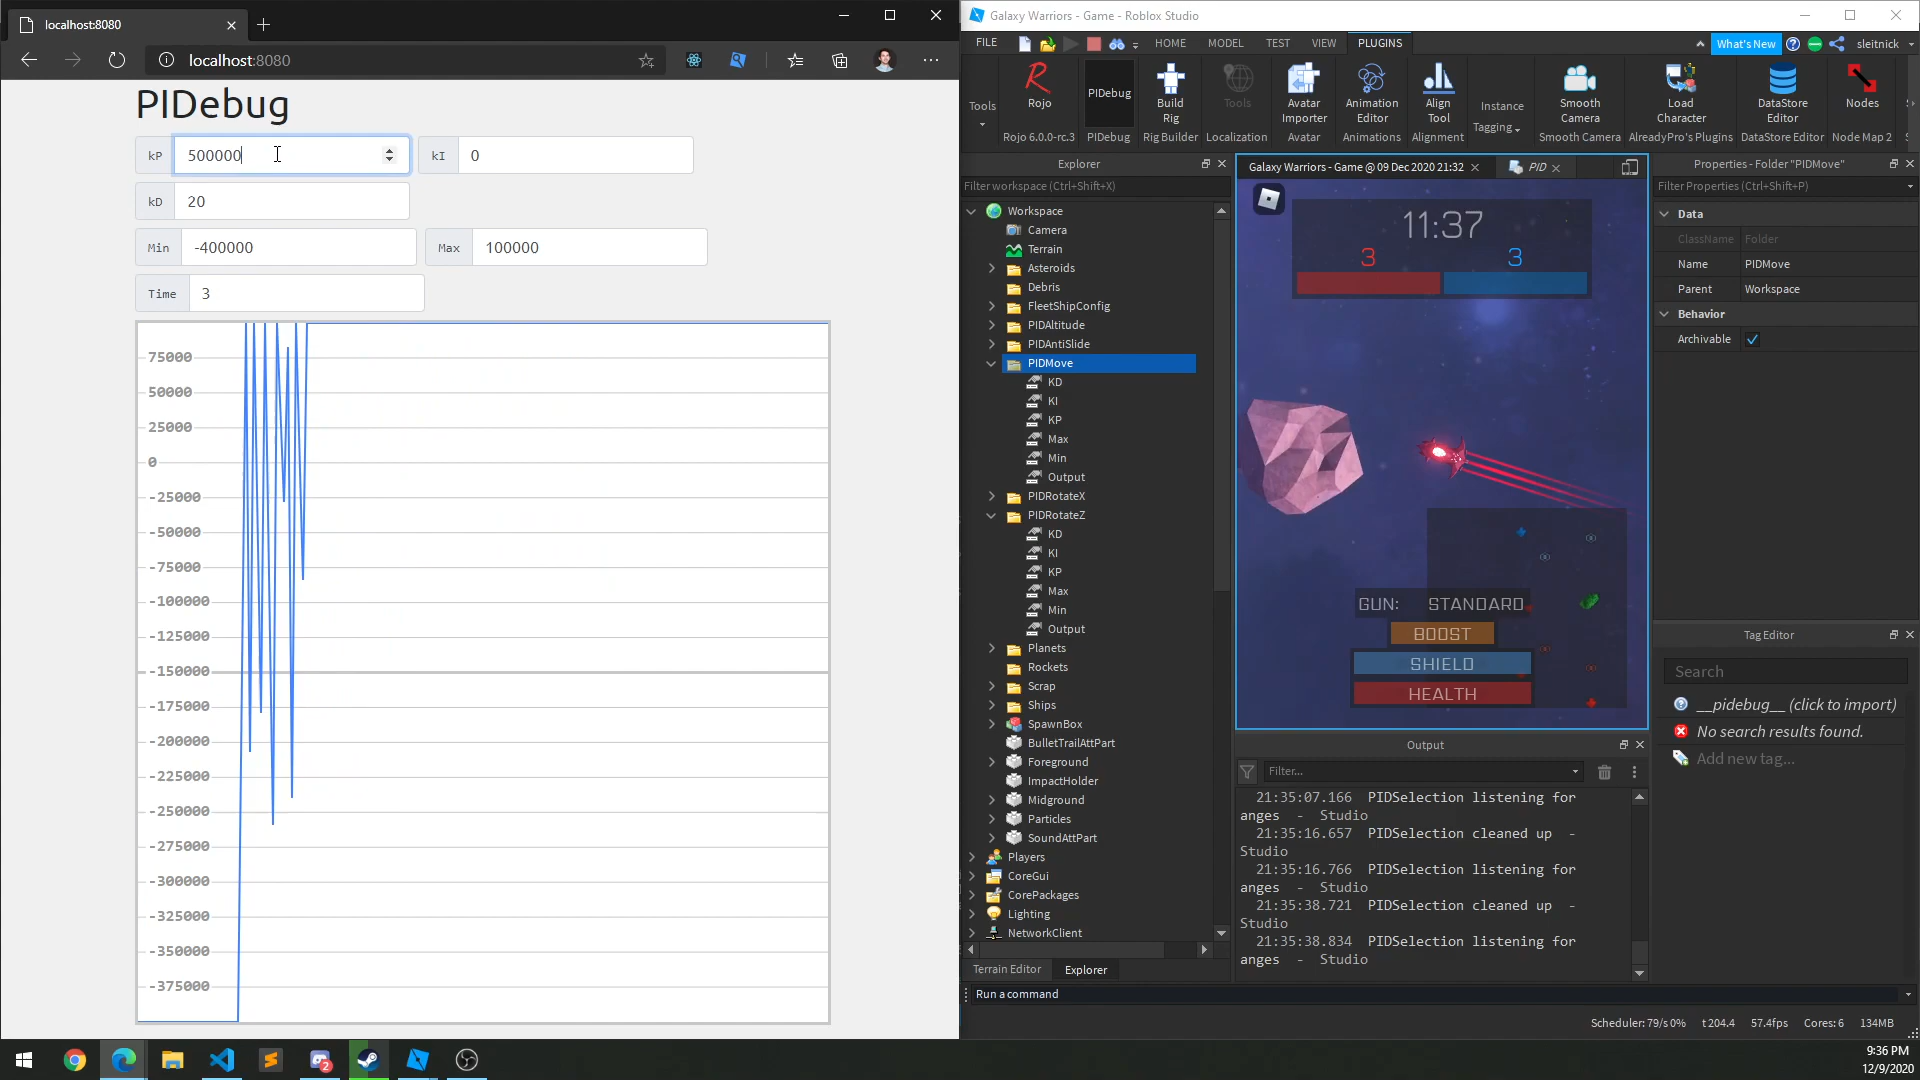 localhost:8080
localhost:8080
PIDebug
kP 500000 kI 0
kD 20
Min -400000 Max 100000
Time 3
75000
50000
25000
0
-25000
-50000
-75000
-100000
-125000
-150000
-175000
-200000
-225000
-250000
-275000
-300000
-325000
-350000
-375000
Galaxy Warriors - Game - Roblox Studio
FILE HOME MODEL TEST VIEW PLUGINS What's New sleitnick
Tools
Rojo
PIDebug
Build
Rig
Tools
Avatar
Importer
Animation
Editor
Align
Tool
Instance
Tagging
Smooth
Camera
Load
Character
DataStore
Editor
Nodes
Rojo 6.0.0-rc.3 PIDebug Rig Builder Localization Avatar Animations Alignment Smooth Camera AlreadyPro's Plugins DataStore Editor Node Map 2
Explorer
Filter workspace (Ctrl+Shift+X)
Workspace
Camera
Terrain
Asteroids
Debris
FleetShipConfig
PIDAltitude
PIDAntiSlide
PIDMove
KD
KI
KP
Max
Min
Output
PIDRotateX
PIDRotateZ
KD
KI
KP
Max
Min
Output
Planets
Rockets
Scrap
Ships
SpawnBox
BulletTrailAttPart
Foreground
ImpactHolder
Midground
Particles
SoundAttPart
Players
CoreGui
CorePackages
Lighting
NetworkClient
Terrain Editor Explorer
Galaxy Warriors - Game @ 09 Dec 2020 21:32 PID
11:37
3 3
GUN: STANDARD
BOOST
SHIELD
HEALTH
Output
Filter...
21:35:07.166 PIDSelection listening for
anges - Studio
21:35:16.657 PIDSelection cleaned up -
Studio
21:35:16.766 PIDSelection listening for
anges - Studio
21:35:38.721 PIDSelection cleaned up -
Studio
21:35:38.834 PIDSelection listening for
anges - Studio
Properties - Folder "PIDMove"
Filter Properties (Ctrl+Shift+P)
Data
ClassName Folder
Name PIDMove
Parent Workspace
Behavior
Archivable
Tag Editor
Search
__pidebug__ (click to import)
No search results found.
Add new tag...
Run a command
Scheduler: 79/s 0% t 204.4 57.4fps Cores: 6 134MB
2
9:36 PM
12/9/2020